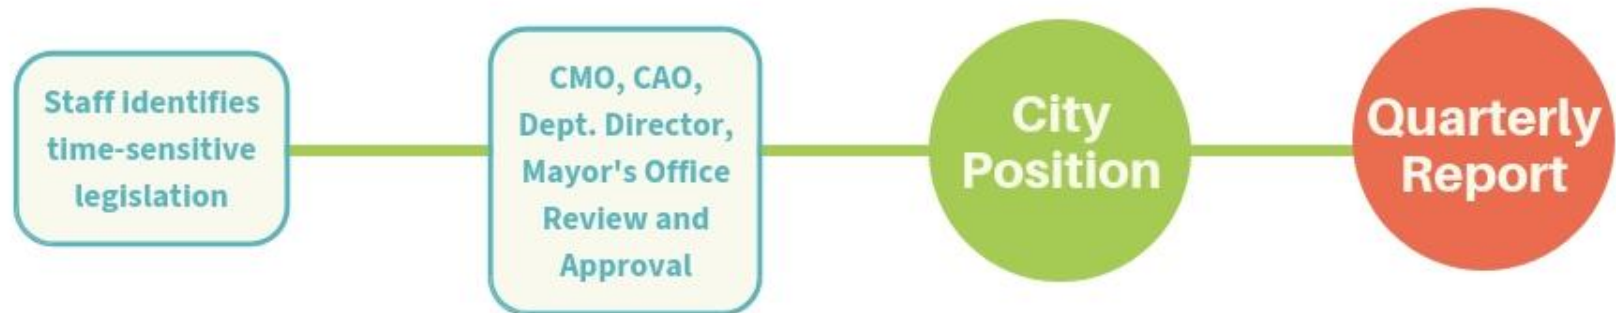 Staff identifies
time-sensitive
legislation
CMO, CAO,
Dept. Director,
Mayor's Office
Review and
Approval
City
Position
Quarterly
Report